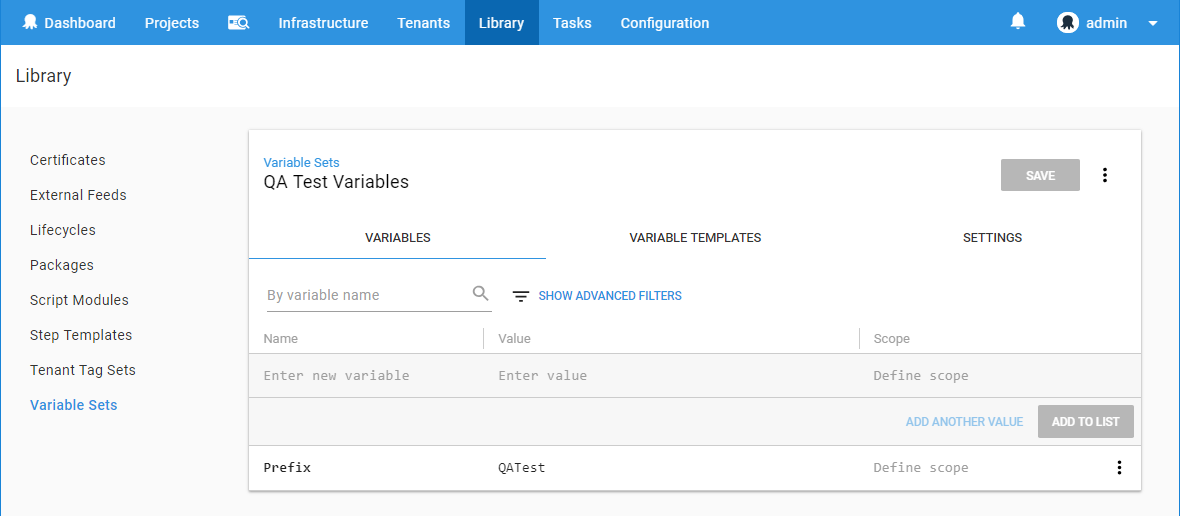 Dashboard Projects Infrastructure Tenants Library Tasks Configuration admin
Library
Certificates
External Feeds
Lifecycles
Packages
Script Modules
Step Templates
Tenant Tag Sets
Variable Sets
Variable Sets
QA Test Variables
SAVE
VARIABLES VARIABLE TEMPLATES SETTINGS
By variable name SHOW ADVANCED FILTERS
Name Value Scope
Enter new variable Enter value Define scope
ADD ANOTHER VALUE ADD TO LIST
Prefix QATest Define scope